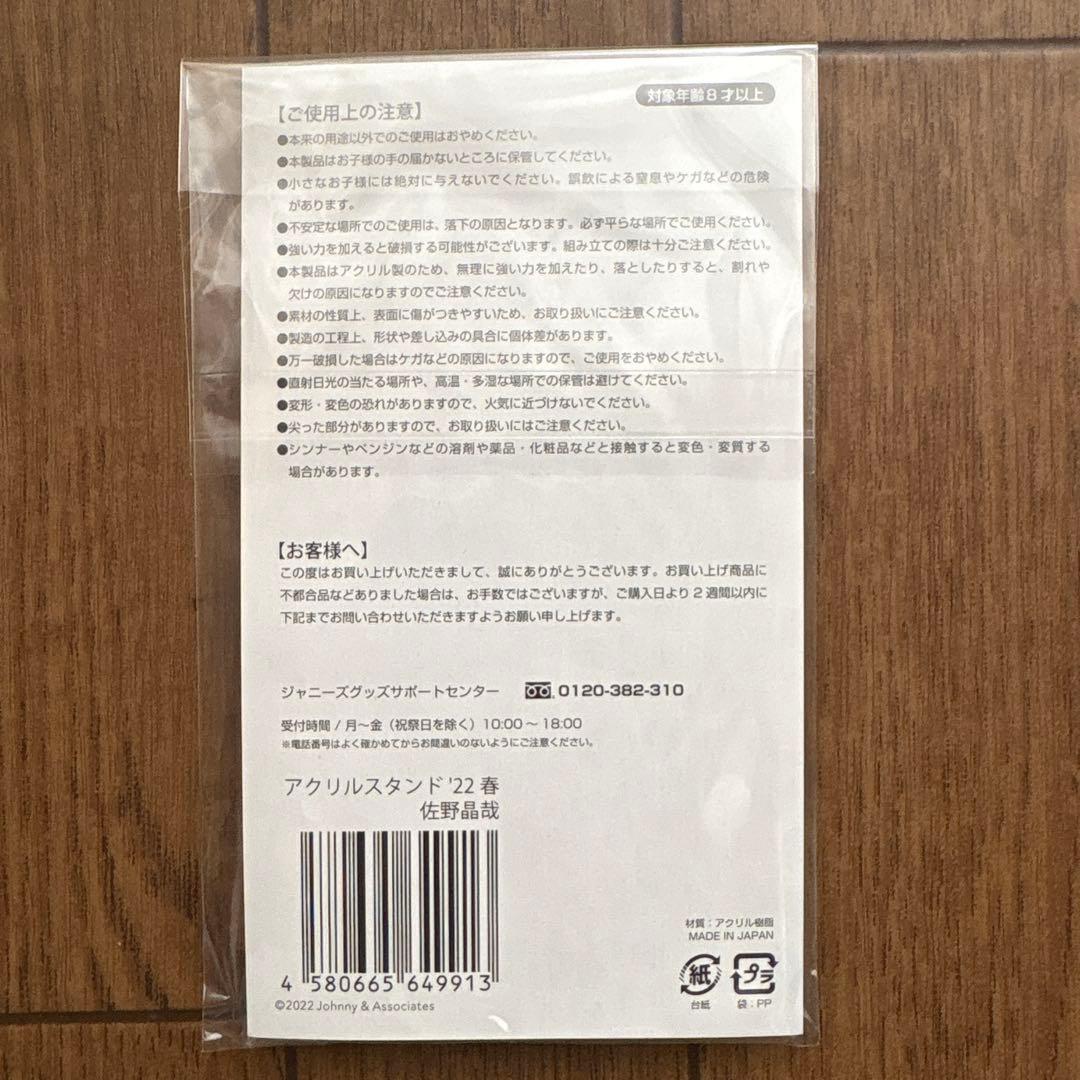 対象年齢8才以上
【ご使用上の注意】
●本来の用途以外でのご使用はおやめください。
●本製品はお子様の手の届かないところに保管してください。
●小さなお子様には絶対に与えないでください。誤飲による窒息やケガなどの危険
があります。
●不安定な場所でのご使用は、落下の原因となります。必ず平らな場所でご使用ください。
●強い力を加えると破損する可能性がございます。組み立ての際は十分ご注意ください。
●本製品はアクリル製のため、無理に強い力を加えたり、落としたりすると、割れや
欠けの原因になりますのでご注意ください。
●素材の性質上、表面に傷がつきやすいため、お取り扱いにご注意ください。
●製造の工程上、形状や差し込みの具合に個体差があります。
●万一破損した場合はケガなどの原因になりますので、ご使用をおやめください。
●直射日光の当たる場所や、高温・多湿な場所での保管は避けてください。
●変形・変色の恐れがありますので、火気に近づけないでください。
●尖った部分がありますので、お取り扱いにはご注意ください。
●シンナーやベンジンなどの溶剤や薬品・化粧品などと接触すると変色・変質する
場合があります。
【お客様へ】
この度はお買い上げいただきまして、誠にありがとうございます。お買い上げ商品に
不都合品などありました場合は、お手数ではございますが、ご購入日より2週間以内に
下記までお問い合わせいただきますようお願い申し上げます。
ジャニーズグッズサポートセンター 0120-382-310
受付時間 / 月〜金（祝祭日を除く）10:00〜18:00
※電話番号はよく確かめてからお間違いのないようにご注意ください。
アクリルスタンド '22 春
佐野晶哉
4 580665 649913
©2022 Johnny & Associates
材質：アクリル樹脂
MADE IN JAPAN
紙
台紙
プラ
袋：PP